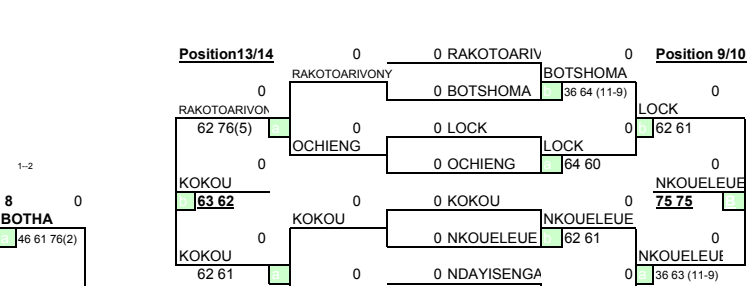 Position13/14 0 0 RAKOTOARIV 0 Position 9/10
RAKOTOARIVONY BOTSHOMA
0 0 BOTSHOMA 36 64 (11-9) 0
RAKOTOARIVON LOCK
62 76(5) 0 0 LOCK 0 62 61
OCHIENG LOCK
1--2 0 0 OCHIENG 64 60 0
KOKOU NKOUELEUE
8 0 63 62 0 0 KOKOU 0 75 75
BOTHA KOKOU NKOUELEUE
46 61 76(2) 0 0 NKOUELEUE 62 61 0
KOKOU NKOUELEUE
62 61 0 0 NDAYISENGA 0 36 63 (11-9)